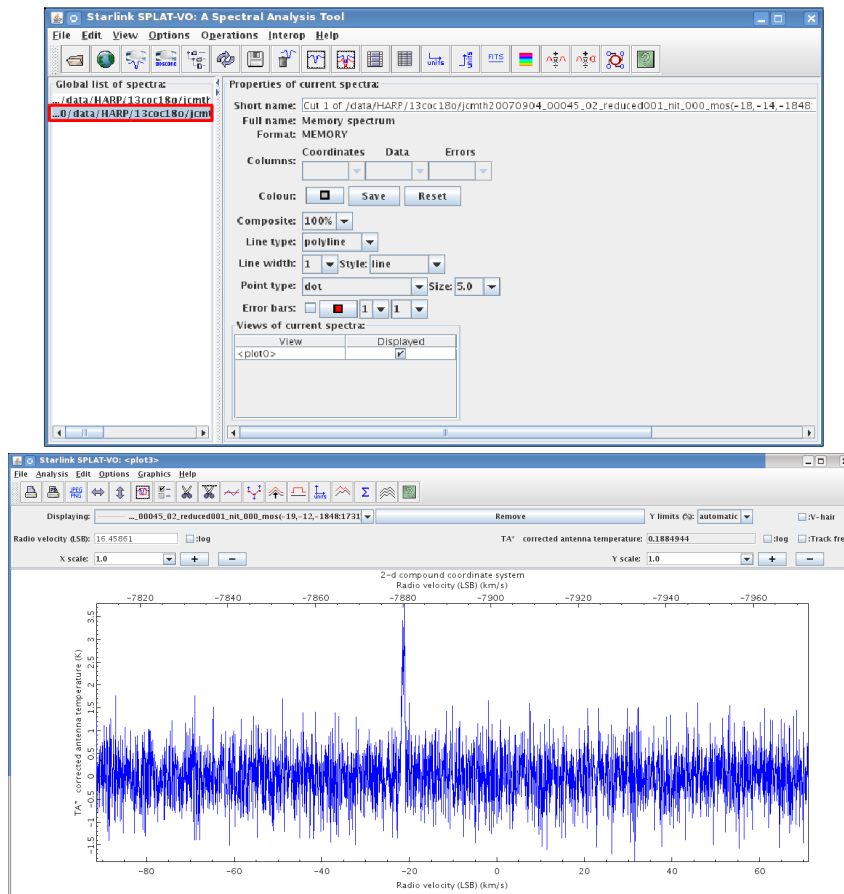 Starlink SPLAT-VO: A Spectral Analysis Tool
File Edit View Options Operations Interop Help
units FITS
Global list of spectra:
.../data/HARP/13coc18o/jcmth
...0/data/HARP/13coc18o/jcmt
Properties of current spectra:
Short name: Cut 1 of /data/HARP/13coc18o/jcmth20070904_00045_02_reduced001_nit_000_mos(-18,-14,-1848:
Full name: Memory spectrum
Format: MEMORY
Coordinates Data Errors
Columns:
Colour: Save Reset
Composite: 100%
Line type: polyline
Line width: 1 Style: line
Point type: dot Size: 5.0
Error bars: 1 1
Views of current spectra:
View Displayed
<plot0>
Starlink SPLAT-VO: <plot3>
File Analysis Edit Options Graphics Help
JPEG PNG UNITS Σ
Displaying: ..._00045_02_reduced001_nit_000_mos(-19,-12,-1848:1731 Remove Y limits (%): automatic :V-hair
Radio velocity (LSB): 16.45861 :log TA* corrected antenna temperature: 0.1884944 :log :Track fre
X scale: 1.0 + − Y scale: 1.0 + −
2-d compound coordinate system
Radio velocity (LSB) (km/s)
−7820 −7840 −7860 −7880 −7900 −7920 −7940 −7960
TA* corrected antenna temperature (K)
3.5
3
2.5
2
1.5
1
0.5
0
−0.5
−1
−1.5
−80 −60 −40 −20 0 20 40 60
Radio velocity (LSB) (km/s)